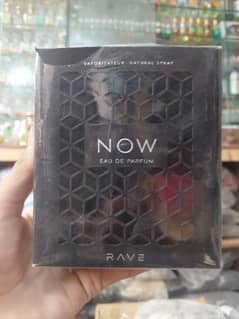 VAPORISATEUR - NATURAL SPRAY
NOW
EAU DE PARFUM
RAVE